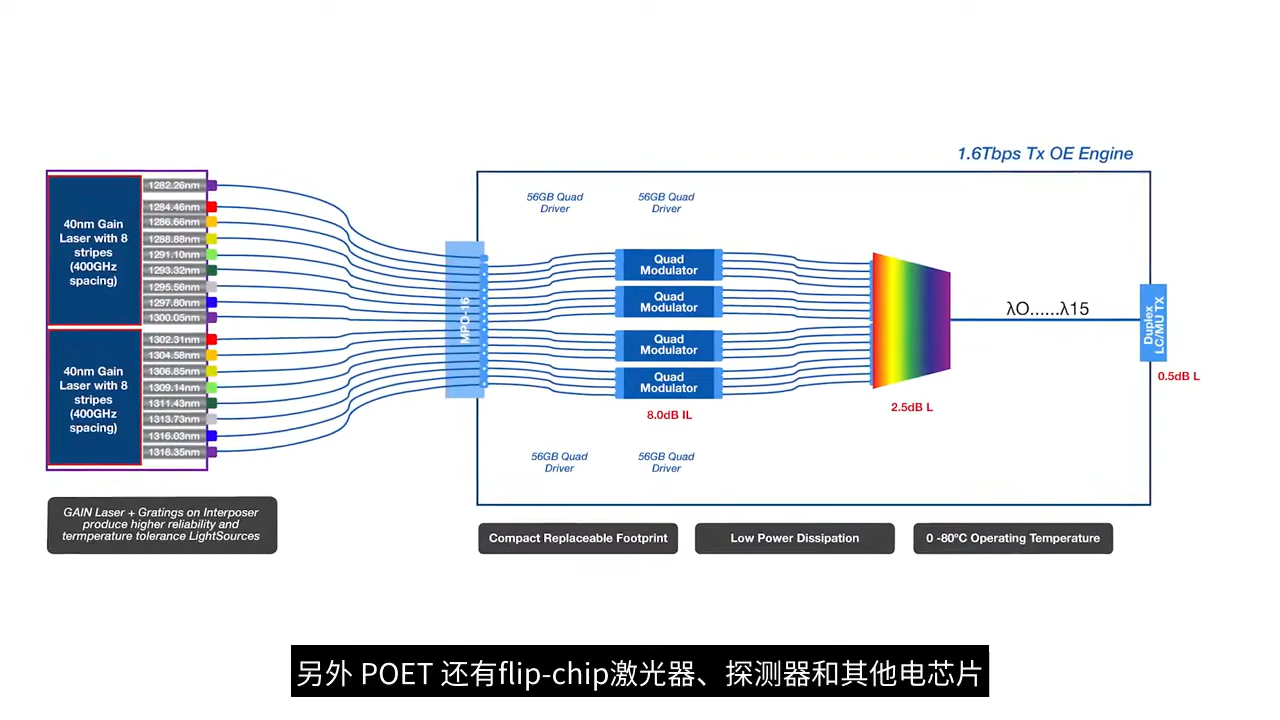 1.6Tbps Tx OE Engine
40nm Gain
Laser with 8
stripes
(400GHz
spacing)
1282.26nm
1284.46nm
1286.66nm
1288.88nm
1291.10nm
1293.32nm
1295.56nm
1297.80nm
1300.05nm
40nm Gain
Laser with 8
stripes
(400GHz
spacing)
1302.31nm
1304.58nm
1306.85nm
1309.14nm
1311.43nm
1313.73nm
1316.03nm
1318.35nm
MPO-16
56GB Quad
Driver
56GB Quad
Driver
Quad
Modulator
Quad
Modulator
Quad
Modulator
Quad
Modulator
8.0dB IL
56GB Quad
Driver
56GB Quad
Driver
2.5dB L
λO......λ15
Duplex
LC/MU TX
0.5dB L
GAIN Laser + Gratings on Interposer
produce higher reliability and
termperature tolerance LightSources
Compact Replaceable Footprint
Low Power Dissipation
0 -80ºC Operating Temperature
另外 POET 还有flip-chip激光器、探测器和其他电芯片